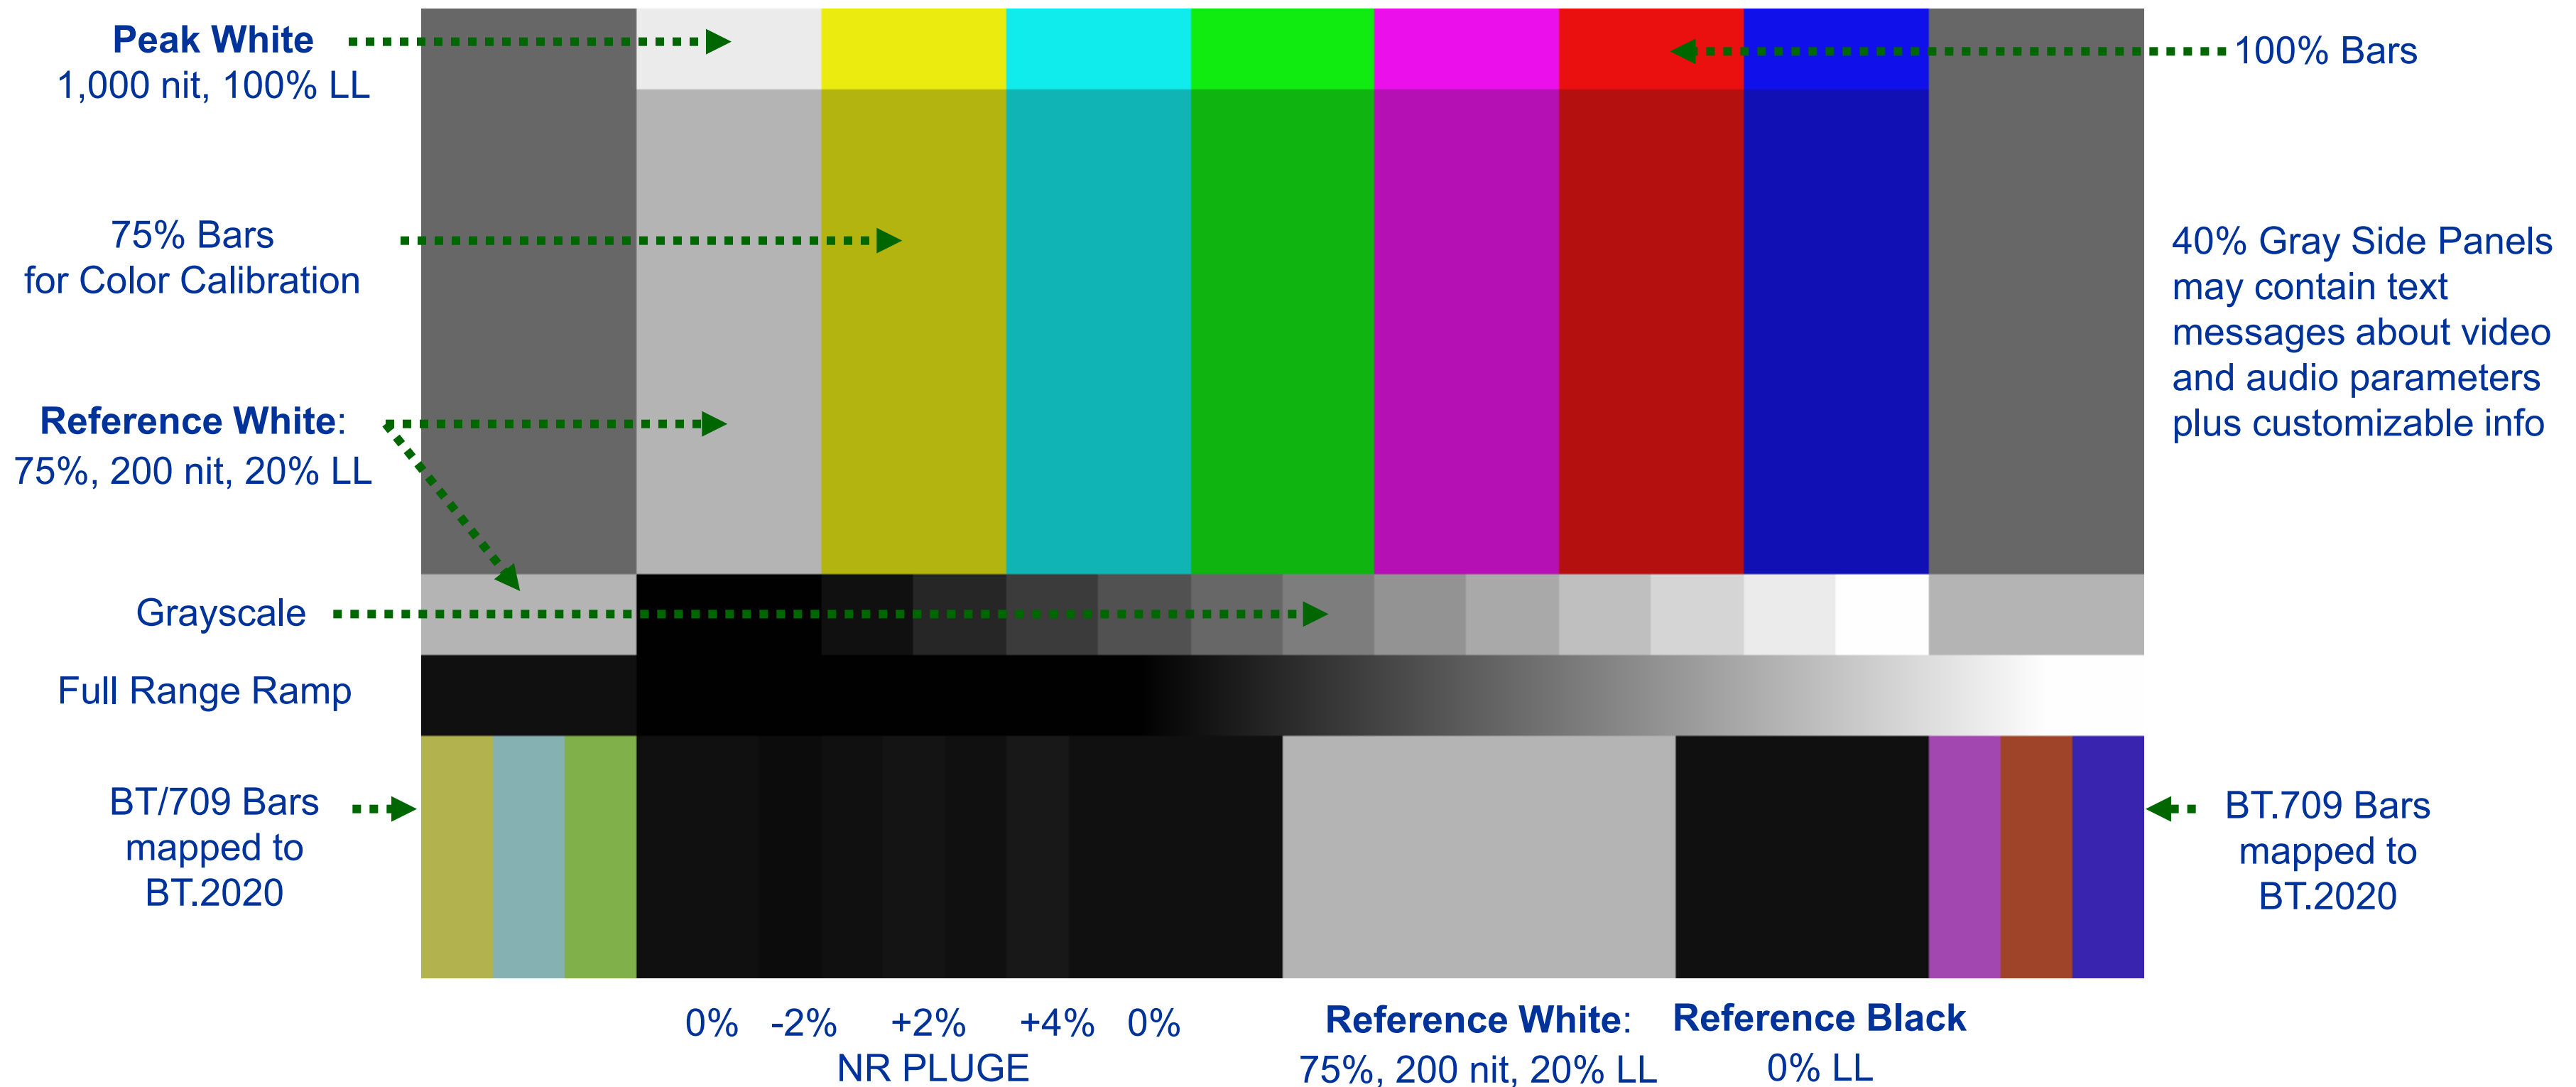 Peak White
1,000 nit, 100% LL
100% Bars
75% Bars
for Color Calibration
40% Gray Side Panels
may contain text
messages about video
and audio parameters
plus customizable info
Reference White:
75%, 200 nit, 20% LL
Grayscale
Full Range Ramp
BT/709 Bars
mapped to
BT.2020
BT.709 Bars
mapped to
BT.2020
0% -2% +2% +4% 0%
NR PLUGE
Reference White:
75%, 200 nit, 20% LL
Reference Black
0% LL